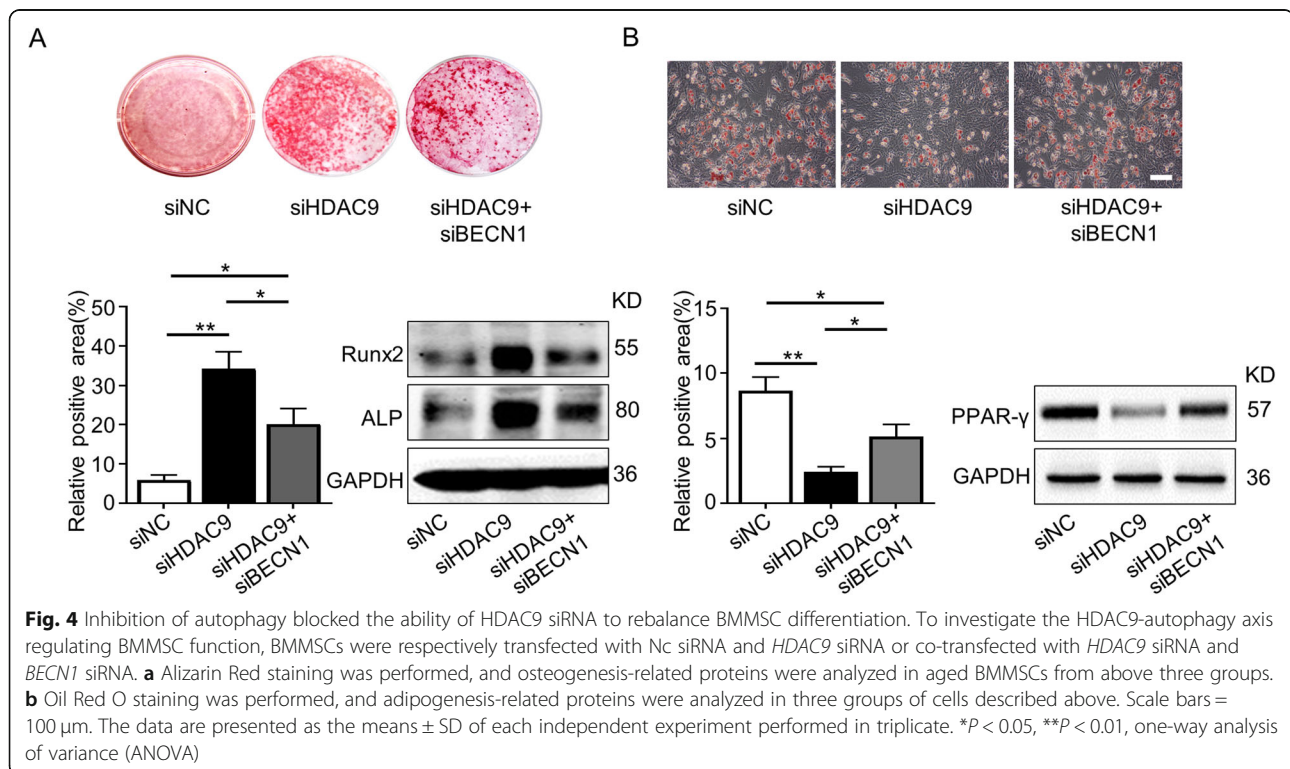 A
B
siNC
siHDAC9
siHDAC9+
siBECN1
siNC
siHDAC9
siHDAC9+
siBECN1
Relative positive area(%)
50
40
30
20
10
0
*
*
**
siNC
siHDAC9
siHDAC9+
siBECN1
KD
Runx2
55
ALP
80
GAPDH
36
siNC
siHDAC9
siHDAC9+
siBECN1
Relative positive area(%)
15
10
5
0
*
*
**
siNC
siHDAC9
siHDAC9+
siBECN1
KD
PPAR-γ
57
GAPDH
36
siNC
siHDAC9
siHDAC9+
siBECN1
Fig. 4 Inhibition of autophagy blocked the ability of HDAC9 siRNA to rebalance BMMSC differentiation. To investigate the HDAC9-autophagy axis
regulating BMMSC function, BMMSCs were respectively transfected with Nc siRNA and HDAC9 siRNA or co-transfected with HDAC9 siRNA and
BECN1 siRNA. a Alizarin Red staining was performed, and osteogenesis-related proteins were analyzed in aged BMMSCs from above three groups.
b Oil Red O staining was performed, and adipogenesis-related proteins were analyzed in three groups of cells described above. Scale bars =
100 μm. The data are presented as the means ± SD of each independent experiment performed in triplicate. *P < 0.05, **P < 0.01, one-way analysis
of variance (ANOVA)